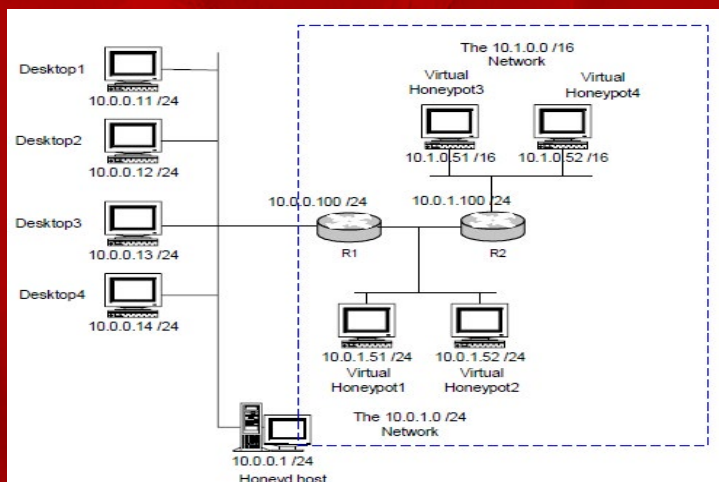 The 10.1.0.0 /16
Network
Desktop1
10.0.0.11 /24
Virtual
Honeypot3
Virtual
Honeypot4
Desktop2
10.0.0.12 /24
10.1.0.51 /16
10.1.0.52 /16
10.0.0.100 /24
10.0.1.100 /24
Desktop3
10.0.0.13 /24
R1
R2
Desktop4
10.0.0.14 /24
10.0.1.51 /24
Virtual
Honeypot1
10.0.1.52 /24
Virtual
Honeypot2
The 10.0.1.0 /24
Network
10.0.0.1 /24
Honeyd host